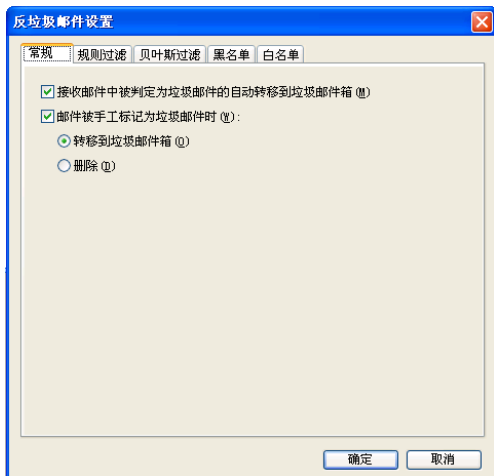 反垃圾邮件设置
常规 规则过滤 贝叶斯过滤 黑名单 白名单
接收邮件中被判定为垃圾邮件的自动转移到垃圾邮件箱(M)
邮件被手工标记为垃圾邮件时(W):
转移到垃圾邮件箱(O)
删除(D)
确定 取消